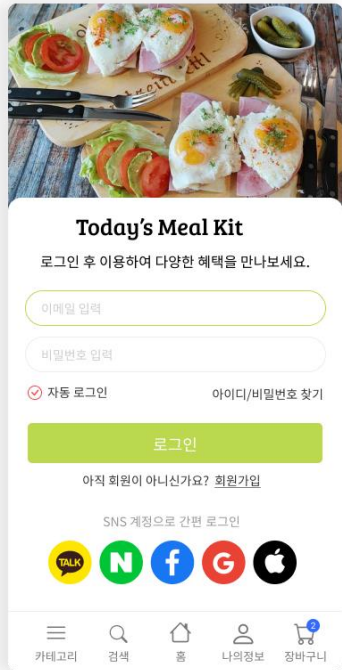 Today's Meal Kit
로그인 후 이용하여 다양한 혜택을 만나보세요.
이메일 입력
비밀번호 입력
자동 로그인 아이디/비밀번호 찾기
로그인
아직 회원이 아니신가요? 회원가입
SNS 계정으로 간편 로그인
TALK N f G
2
카테고리 검색 홈 나의정보 장바구니